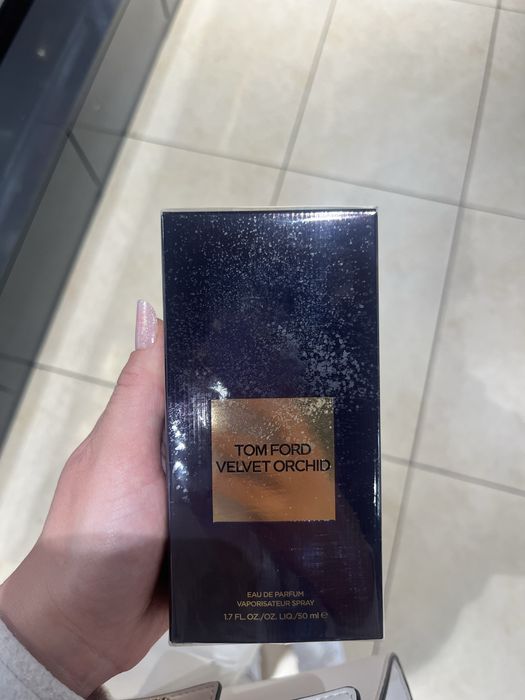 TOM FORD
VELVET ORCHID
EAU DE PARFUM
VAPORISATEUR SPRAY
1.7 FL.OZ./OZ. LIQ./50 ml ℮